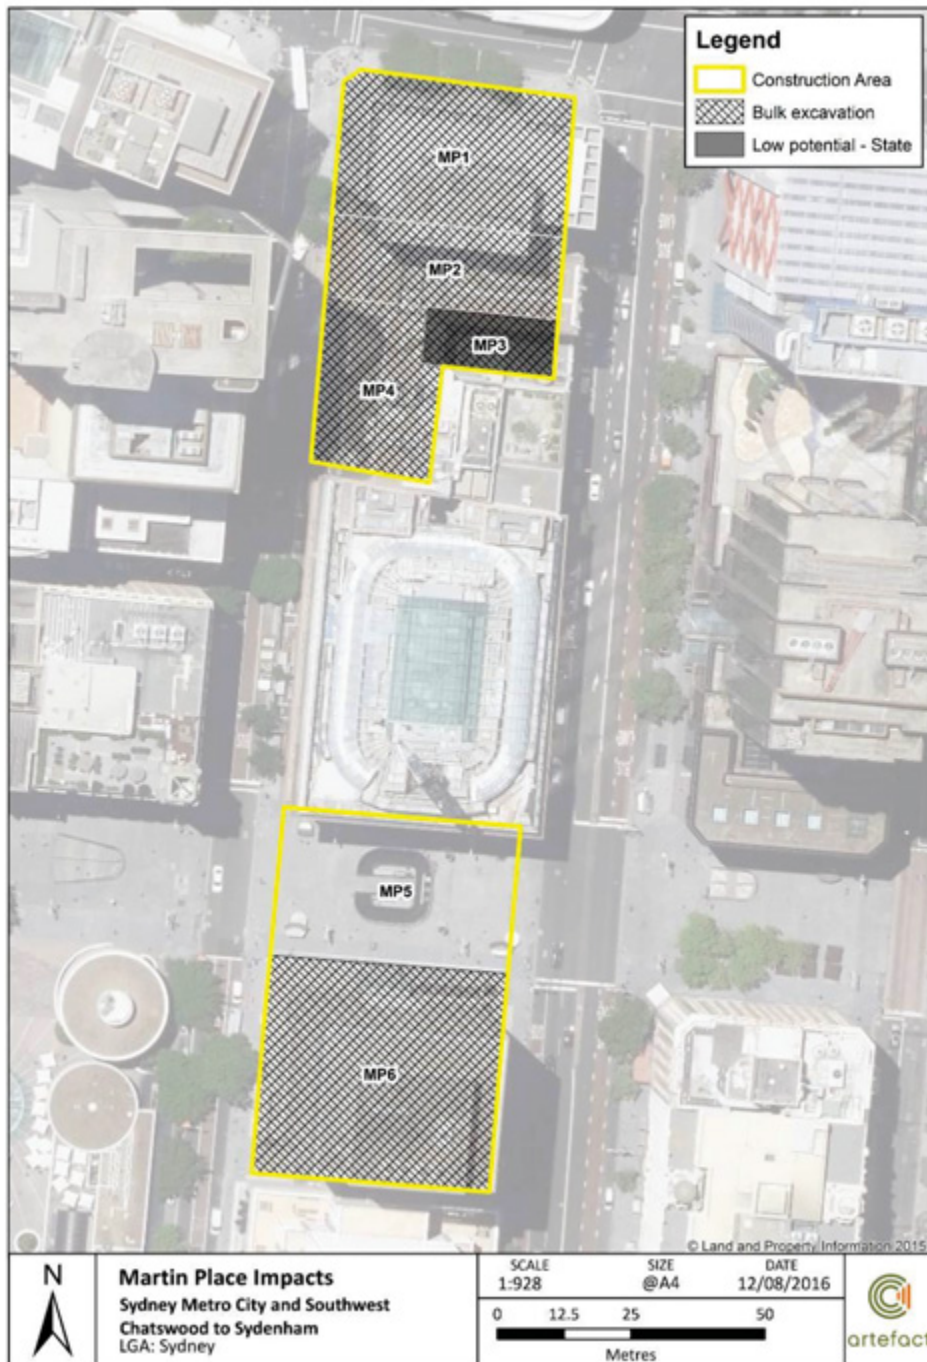 Legend
Construction Area
Bulk excavation
Low potential - State
MP1
MP2
MP3
MP4
MP5
MP6
© Land and Property Information 2015
N
Martin Place Impacts
Sydney Metro City and Southwest
Chatswood to Sydenham
LGA: Sydney
SCALE
1:928
SIZE
@A4
DATE
12/08/2016
0 12.5 25 50
Metres
artefact